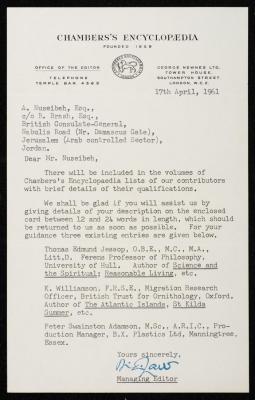 CHAMBERS'S ENCYCLOPÆDIA
FOUNDED 1859
OFFICE OF THE EDITOR
TELEPHONE
TEMPLE BAR 4363
GEORGE NEWNES LTD.
TOWER HOUSE,
SOUTHAMPTON STREET,
LONDON, W.C.2
17th April, 1961
A. Nuseibeh, Esq.,
c/o R. Brash, Esq.,
British Consulate-General,
Nabulis Road (Nr. Damascus Gate),
Jerusalem (Arab controlled Sector),
Jordan.
Dear Mr. Nuseibeh,
There will be included in the volumes of
Chambers's Encyclopaedia lists of our contributors
with brief details of their qualifications.
We shall be glad if you will assist us by
giving details of your description on the enclosed
card between 12 and 24 words in length, which should
be returned to us as soon as possible. For your
guidance three existing entries are given below.
Thomas Edmund Jessop, O.B.E., M.C., M.A.,
Litt.D. Ferens Professor of Philosophy,
University of Hull. Author of Science and
the Spiritual; Reasonable Living, etc.
K. Williamson, F.R.S.E., Migration Research
Officer, British Trust for Ornithology, Oxford.
Author of The Atlantic Islands, St Kilda
Summer, etc.
Peter Swainston Adamson, M.Sc., A.R.I.C., Pro-
duction Manager, B.X. Plastics Ltd, Manningtree,
Essex.
Yours sincerely,
Managing Editor